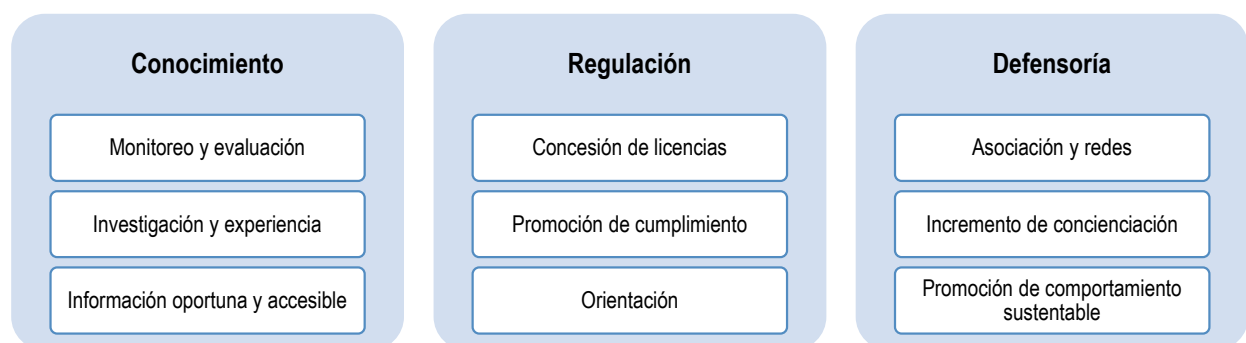 Conocimiento
Monitoreo y evaluación
Investigación y experiencia
Información oportuna y accesible
Regulación
Concesión de licencias
Promoción de cumplimiento
Orientación
Defensoría
Asociación y redes
Incremento de concienciación
Promoción de comportamiento
sustentable